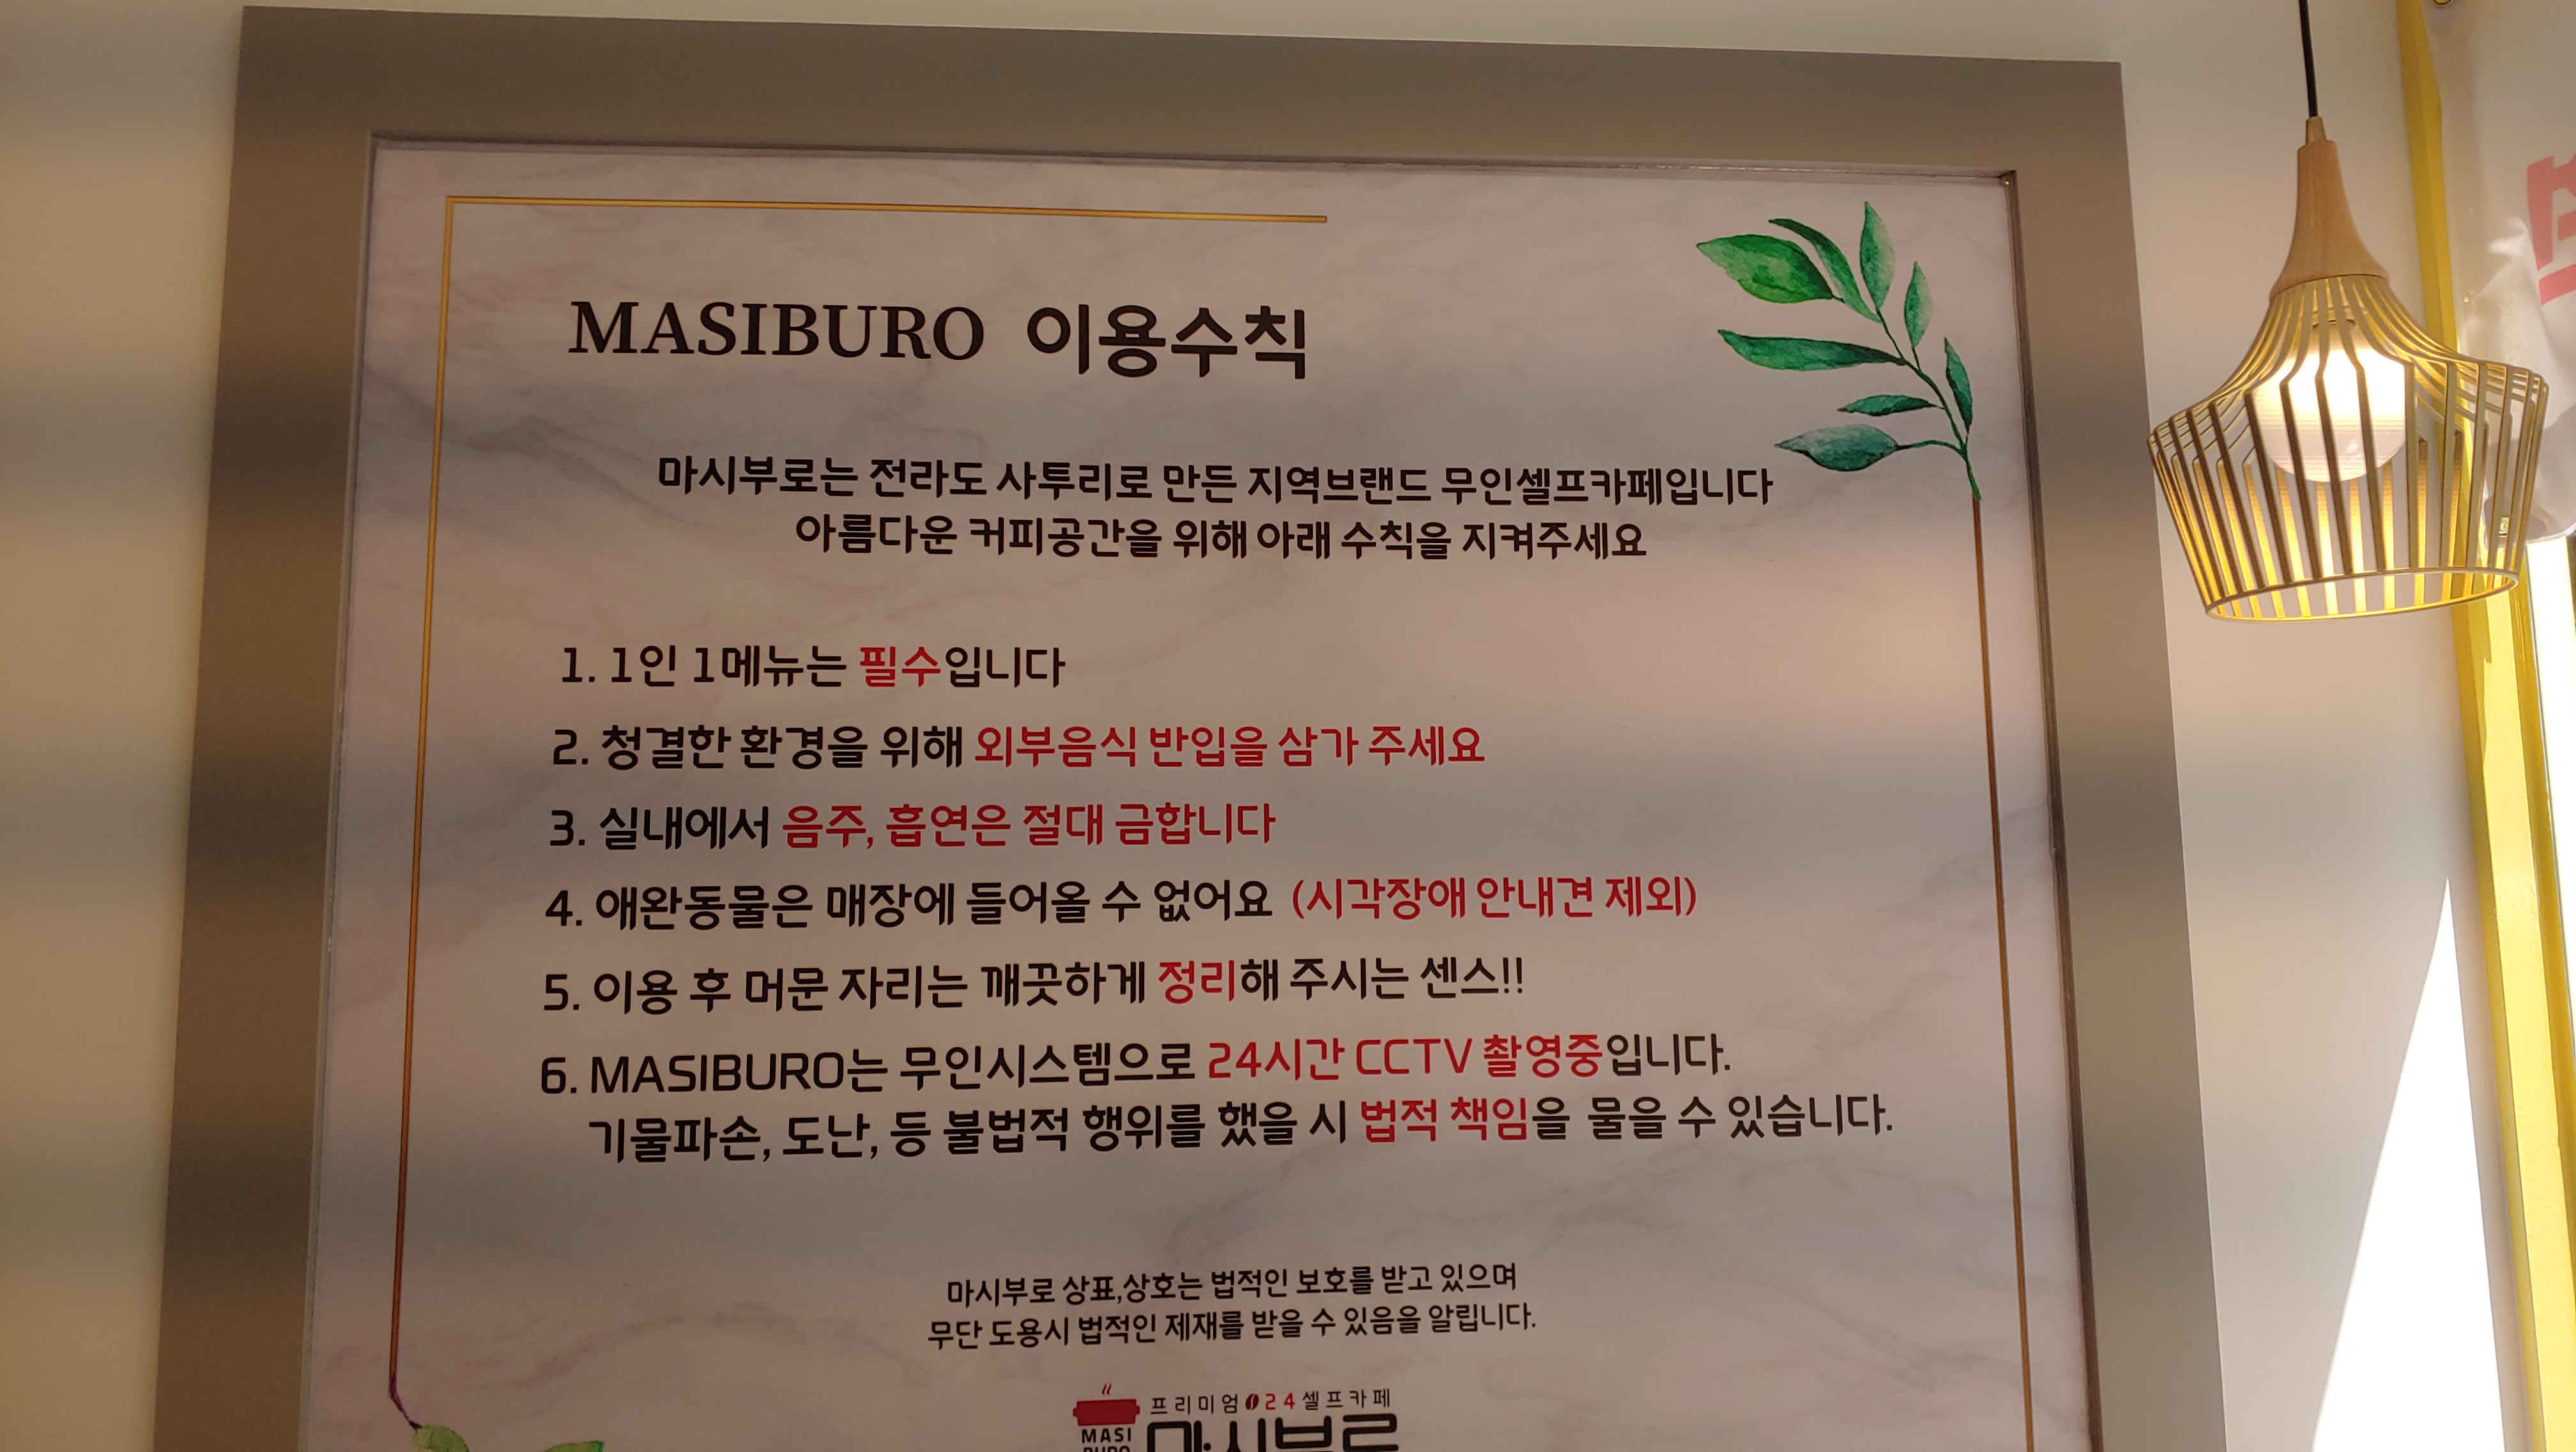 MASIBURO 이용수칙
마시부로는 전라도 사투리로 만든 지역브랜드 무인셀프카페입니다
아름다운 커피공간을 위해 아래 수칙을 지켜주세요
1. 1인 1메뉴는 필수입니다
2. 청결한 환경을 위해 외부음식 반입을 삼가 주세요
3. 실내에서 음주, 흡연은 절대 금합니다
4. 애완동물은 매장에 들어올 수 없어요 (시각장애 안내견 제외)
5. 이용 후 머문 자리는 깨끗하게 정리해 주시는 센스!!
6. MASIBURO는 무인시스템으로 24시간 CCTV 촬영중입니다.
기물파손, 도난, 등 불법적 행위를 했을 시 법적 책임을 물을 수 있습니다.
마시부로 상표,상호는 법적인 보호를 받고 있으며
무단 도용시 법적인 제재를 받을 수 있음을 알립니다.
프리미엄 24셀프카페
마시부로
MASI
BURO